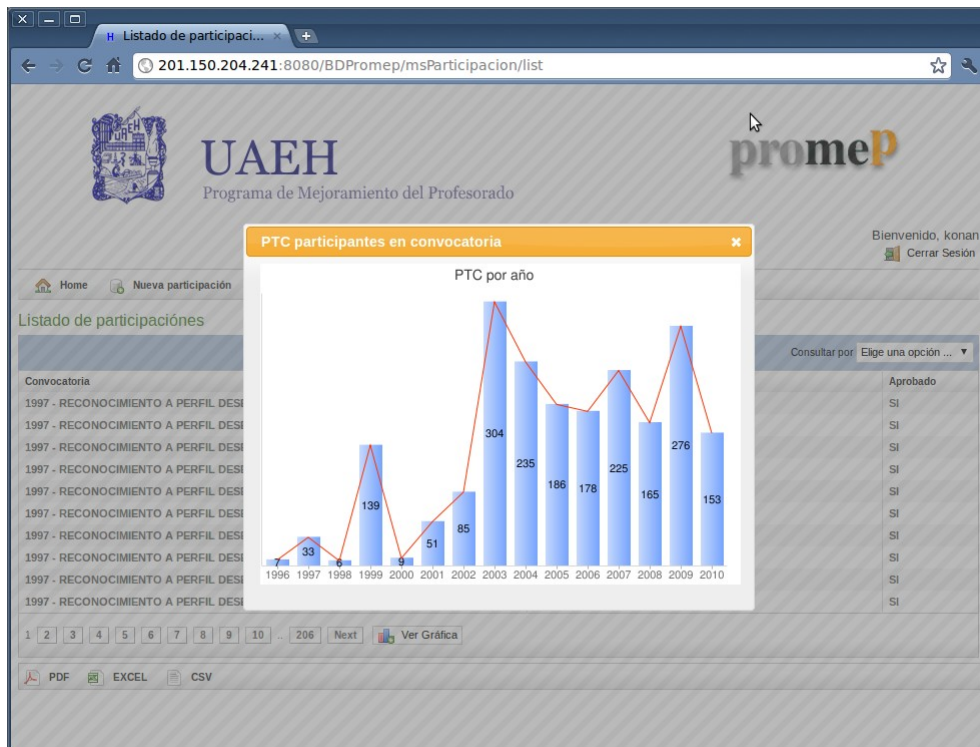 H Listado de participaci...
201.150.204.241:8080/BDPromep/msParticipacion/list
UAEH
Programa de Mejoramiento del Profesorado
promep
Bienvenido, konan
Cerrar Sesión
Home Nueva participación
Listado de participaciónes
Consultar por Elige una opción ...
Convocatoria Aprobado
1997 - RECONOCIMIENTO A PERFIL DESE SI
1997 - RECONOCIMIENTO A PERFIL DESE SI
1997 - RECONOCIMIENTO A PERFIL DESE SI
1997 - RECONOCIMIENTO A PERFIL DESE SI
1997 - RECONOCIMIENTO A PERFIL DESE SI
1997 - RECONOCIMIENTO A PERFIL DESE SI
1997 - RECONOCIMIENTO A PERFIL DESE SI
1997 - RECONOCIMIENTO A PERFIL DESE SI
1997 - RECONOCIMIENTO A PERFIL DESE SI
1997 - RECONOCIMIENTO A PERFIL DESE SI
PTC participantes en convocatoria
PTC por año
7 33 6 139 9 51 85 304 235 186 178 225 165 276 153
1996 1997 1998 1999 2000 2001 2002 2003 2004 2005 2006 2007 2008 2009 2010
1 2 3 4 5 6 7 8 9 10 .. 206 Next Ver Gráfica
PDF EXCEL CSV